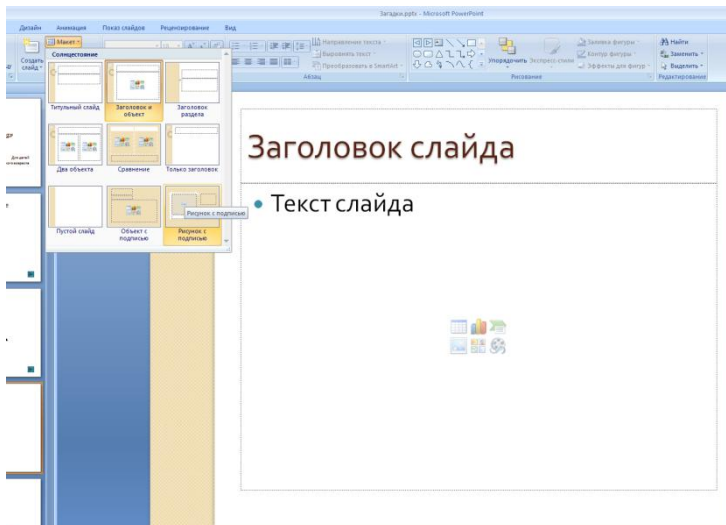 Загадки.pptx - Microsoft PowerPoint
Дизайн Анимация Показ слайдов Рецензирование Вид
Макет
Направление текста
Заливка фигуры
Найти
Создать слайд
Выровнять текст
Упорядочить Экспресс-стили
Контур фигуры
Заменить
Преобразовать в SmartArt
Эффекты для фигур
Выделить
Абзац Рисование Редактирование
Солнцестояние
Титульный слайд Заголовок и объект Заголовок раздела
Два объекта Сравнение Только заголовок
Рисунок с подписью
Пустой слайд Объект с подписью Рисунок с подписью
Заголовок слайда
• Текст слайда